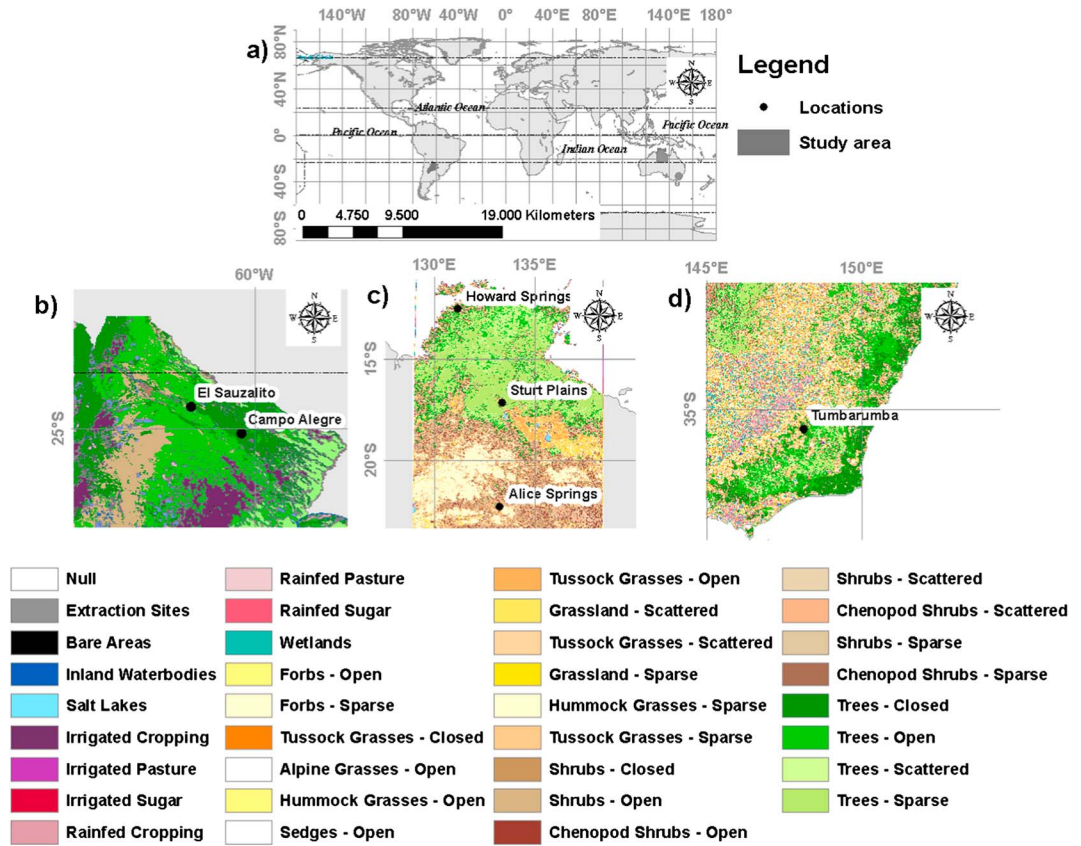 140°W 80°W 40°W 0° 40°E 80°E 140°E 180°
a)
80°N
40°N
0°
40°S
80°S
Atlantic Ocean
Pacific Ocean
Pacific Ocean
Indian Ocean
N
W E
S
0 4.750 9.500 19.000 Kilometers
Legend
Locations
Study area
b)
60°W
N
W E
S
El Sauzalito
Campo Alegre
25°S
c)
130°E 135°E
N
W E
S
Howard Springs
15°S
Sturt Plains
20°S
Alice Springs
d)
145°E 150°E
N
W E
S
35°S
Tumbarumba
Null
Extraction Sites
Bare Areas
Inland Waterbodies
Salt Lakes
Irrigated Cropping
Irrigated Pasture
Irrigated Sugar
Rainfed Cropping
Rainfed Pasture
Rainfed Sugar
Wetlands
Forbs - Open
Forbs - Sparse
Tussock Grasses - Closed
Alpine Grasses - Open
Hummock Grasses - Open
Sedges - Open
Tussock Grasses - Open
Grassland - Scattered
Tussock Grasses - Scattered
Grassland - Sparse
Hummock Grasses - Sparse
Tussock Grasses - Sparse
Shrubs - Closed
Shrubs - Open
Chenopod Shrubs - Open
Shrubs - Scattered
Chenopod Shrubs - Scattered
Shrubs - Sparse
Chenopod Shrubs - Sparse
Trees - Closed
Trees - Open
Trees - Scattered
Trees - Sparse